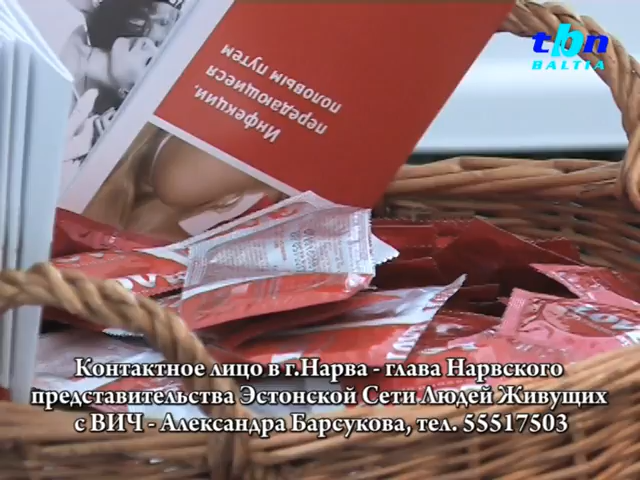 tbn
BALTIA
Инфекции,
передающиеся
половым путем
Контактное лицо в г.Нарва - глава Нарвского
представительства Эстонской Сети Людей Живущих
с ВИЧ - Александра Барсукова, тел. 55517503